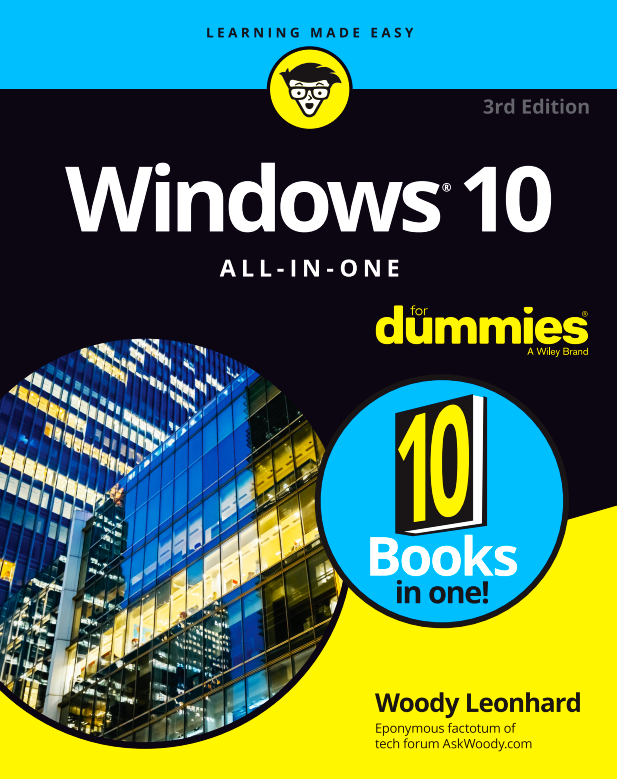 LEARNING MADE EASY
3rd Edition
Windows® 10
ALL-IN-ONE
for
dummies®
A Wiley Brand
10
Books
in one!
Woody Leonhard
Eponymous factotum of
tech forum AskWoody.com